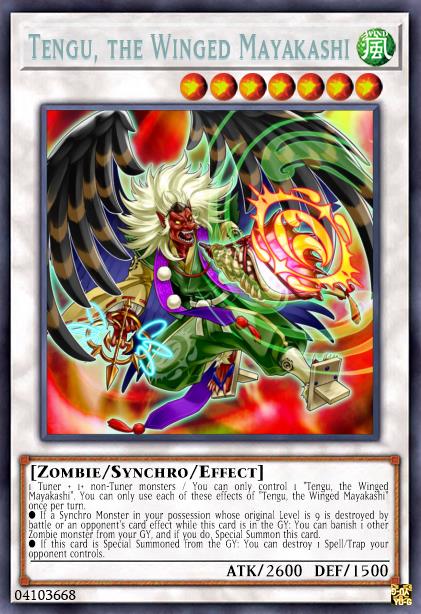 TENGU, THE WINGED MAYAKASHI
WIND
風
[ZOMBIE/SYNCHRO/EFFECT]
1 Tuner + 1+ non-Tuner monsters / You can only control 1 "Tengu, the Winged
Mayakashi". You can only use each of these effects of "Tengu, the Winged Mayakashi"
once per turn.
● If a Synchro Monster in your possession whose original Level is 9 is destroyed by
battle or an opponent's card effect while this card is in the GY: You can banish 1 other
Zombie monster from your GY, and if you do, Special Summon this card.
● If this card is Special Summoned from the GY: You can destroy 1 Spell/Trap your
opponent controls.
ATK/2600 DEF/1500
04103668